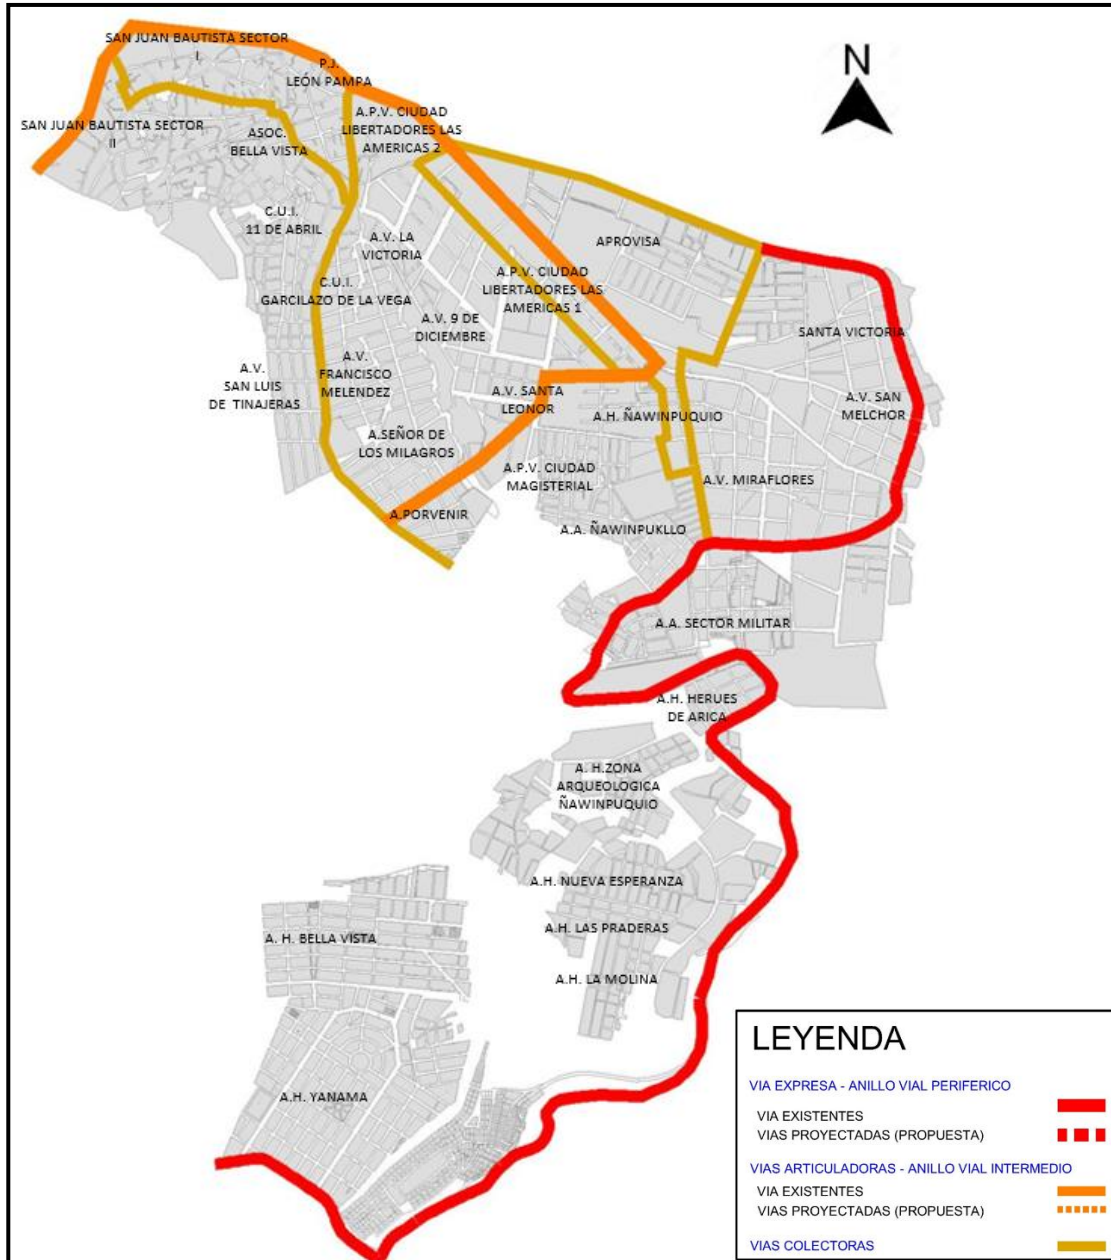 SAN JUAN BAUTISTA SECTOR
I
P.J.
LEÓN PAMPA
N
SAN JUAN BAUTISTA SECTOR
II
ASOC.
BELLA VISTA
A.P.V. CIUDAD
LIBERTADORES LAS
AMERICAS 2
C.U.I.
11 DE ABRIL
A.V. LA
VICTORIA
APROVISA
C.U.I.
GARCILAZO DE LA VEGA
A.P.V. CIUDAD
LIBERTADORES LAS
AMERICAS 1
A.V. 9 DE
DICIEMBRE
SANTA VICTORIA
A.V.
SAN LUIS
DE TINAJERAS
A.V.
FRANCISCO
MELENDEZ
A.V. SANTA
LEONOR
A.H. ÑAWINPUQUIO
A.V. SAN
MELCHOR
A.SEÑOR DE
LOS MILAGROS
A.P.V. CIUDAD
MAGISTERIAL
A.V. MIRAFLORES
A.PORVENIR
A.A. ÑAWINPUKLLO
A.A. SECTOR MILITAR
A.H. HERUES
DE ARICA
A. H.ZONA
ARQUEOLOGICA
ÑAWINPUQUIO
A.H. NUEVA ESPERANZA
A.H. LAS PRADERAS
A. H. BELLA VISTA
A.H. LA MOLINA
A.H. YANAMA
LEYENDA
VIA EXPRESA - ANILLO VIAL PERIFERICO
VIA EXISTENTES
VIAS PROYECTADAS (PROPUESTA)
VIAS ARTICULADORAS - ANILLO VIAL INTERMEDIO
VIA EXISTENTES
VIAS PROYECTADAS (PROPUESTA)
VIAS COLECTORAS